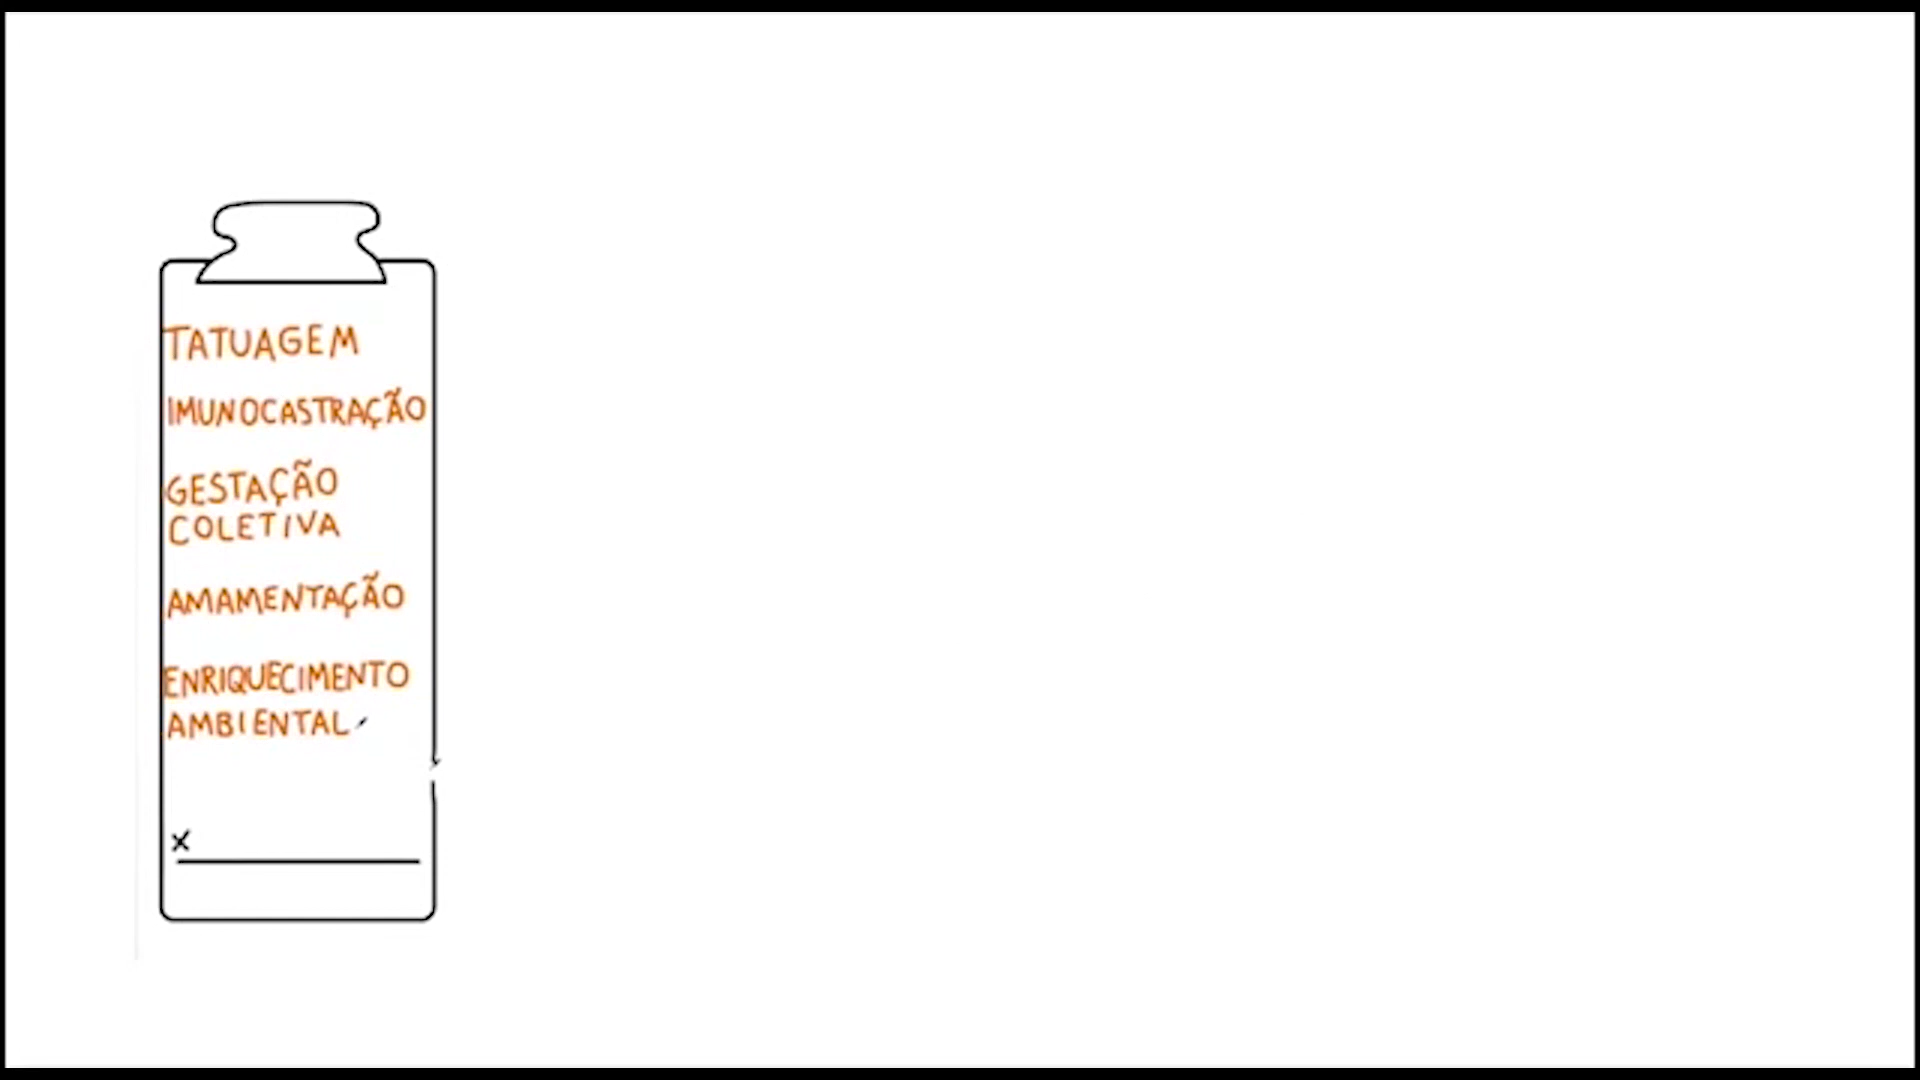 TATUAGEM
IMUNOCASTRAÇÃO
GESTAÇÃO
COLETIVA
AMAMENTAÇÃO
ENRIQUECIMENTO
AMBIENTAL
X